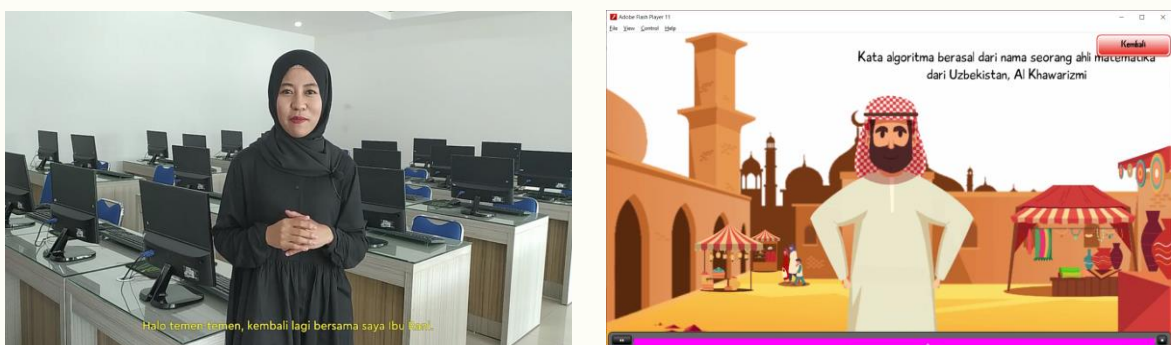 Halo temen temen, kembali lagi bersama saya Ibu
Adobe Flash Player 11
File View Control Help
Kembali
Kata algoritma berasal dari nama seorang ahli matematika
dari Uzbekistan, Al Khawarizmi